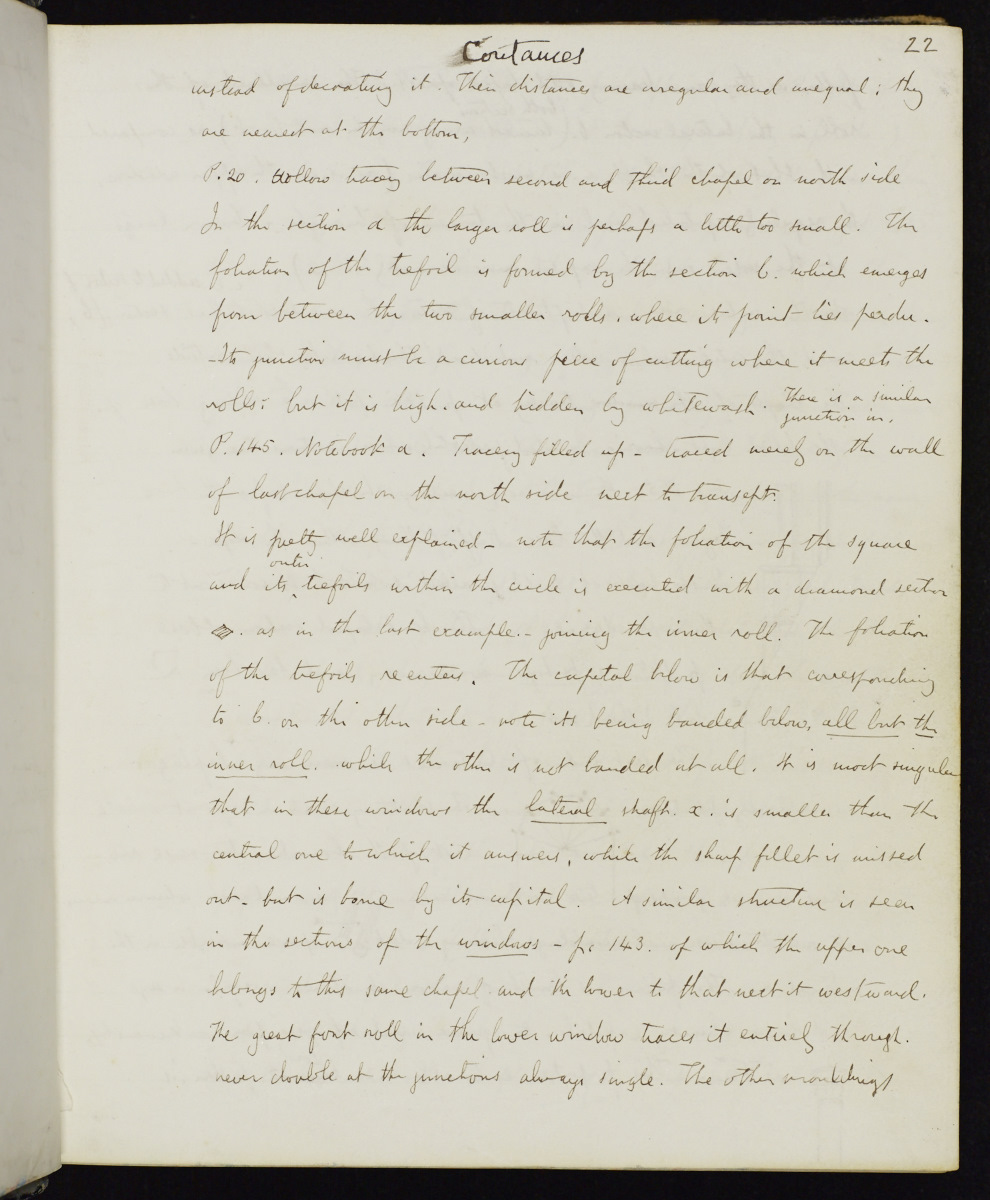 Coutances
22
instead of decorating it. Their distances are irregular and unequal; they
are nearest at the bottom,
P. 20. Hollow tracery between second and third chapel on north side
In the section a the larger roll is perhaps a little too small. The
foliation of the trefoil is formed by the section b. which emerges
from between the two smaller rolls. where its point lies perdu.
-Its junction must be a curious piece of cutting where it meets the
rolls: but it is high. and hidden by whitewash. There is a similar
junction in.
P. 145. Notebook a. Tracery filled up - traced merely on the wall
of last chapel on the north side next to transept.
It is pretty well explained - note that the foliation of the square
outer
and its trefoils within the circle is executed with a diamond section
. as in the last example. - joining the inner roll. The foliation
of the trefoils reenters. The capital below is that corresponding
to b. on the other side - note its being banded below, all but the
inner roll. while the other is not banded at all. It is most singular
that in these windows the lateral shaft. x. is smaller than the
central one to which it answers, while the sharp fillet is missed
out - but is borne by its capital. A similar structure is seen
in the sections of the windows - p. 143. of which the upper one
belongs to this same chapel. and the lower to that next it westward.
The great front roll in the lower window traces it entirely through.
never double at the junctions always single. The other mouldings